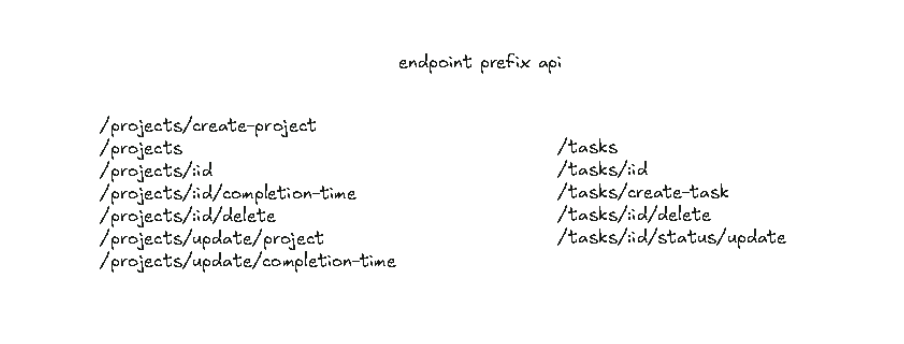 endpoint prefix api
/projects/create-project
/projects
/projects/:id
/projects/:id/completion-time
/projects/:id/delete
/projects/update/project
/projects/update/completion-time
/tasks
/tasks/:id
/tasks/create-task
/tasks/:id/delete
/tasks/:id/status/update